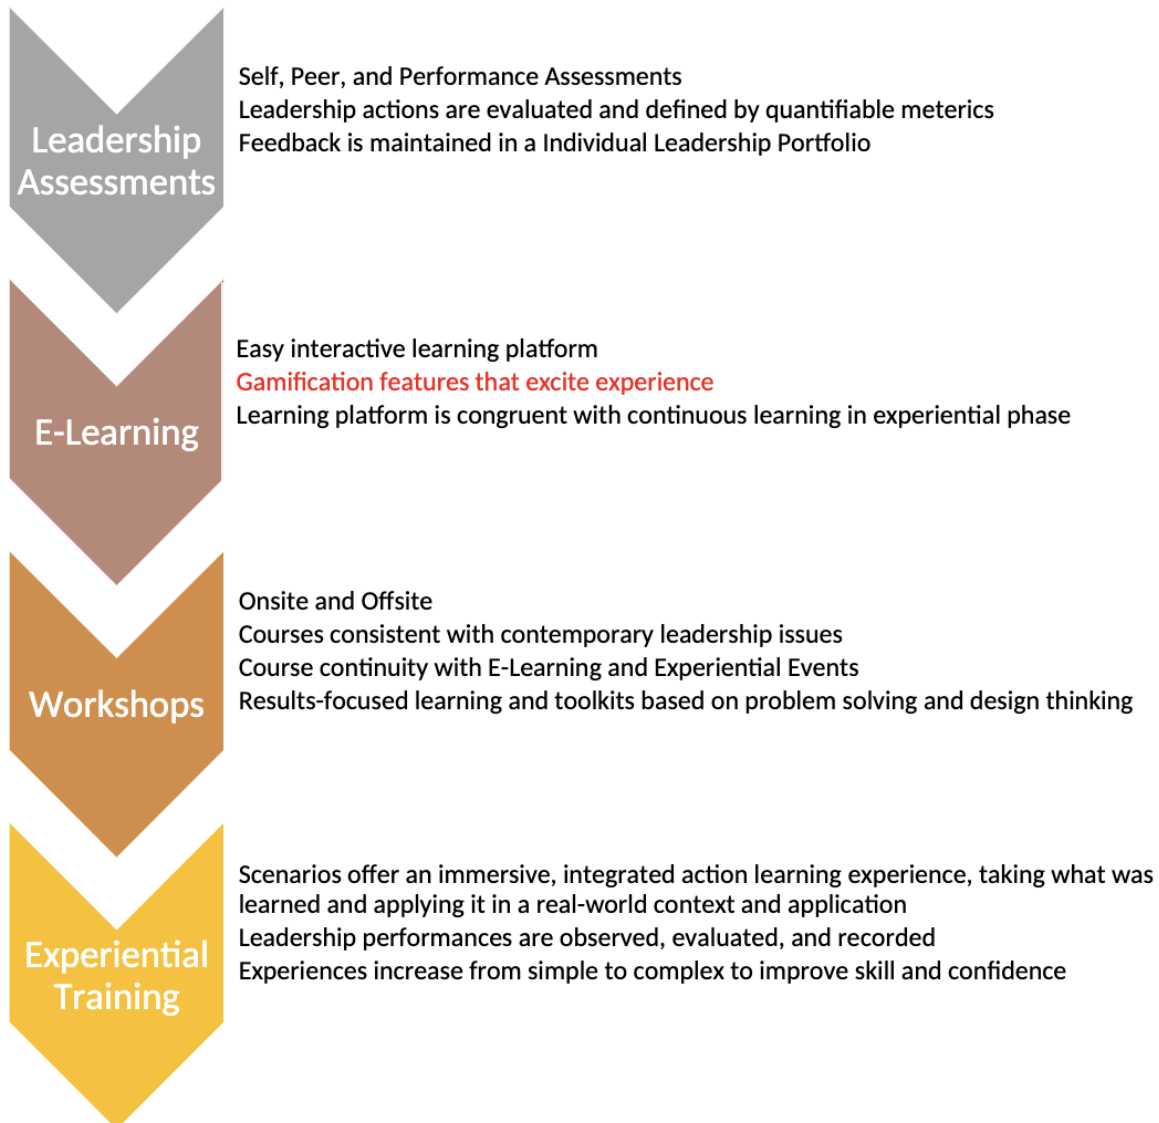 Leadership
Assessments
Self, Peer, and Performance Assessments
Leadership actions are evaluated and defined by quantifiable meterics
Feedback is maintained in a Individual Leadership Portfolio
E-Learning
Easy interactive learning platform
Gamification features that excite experience
Learning platform is congruent with continuous learning in experiential phase
Workshops
Onsite and Offsite
Courses consistent with contemporary leadership issues
Course continuity with E-Learning and Experiential Events
Results-focused learning and toolkits based on problem solving and design thinking
Experiential
Training
Scenarios offer an immersive, integrated action learning experience, taking what was
learned and applying it in a real-world context and application
Leadership performances are observed, evaluated, and recorded
Experiences increase from simple to complex to improve skill and confidence